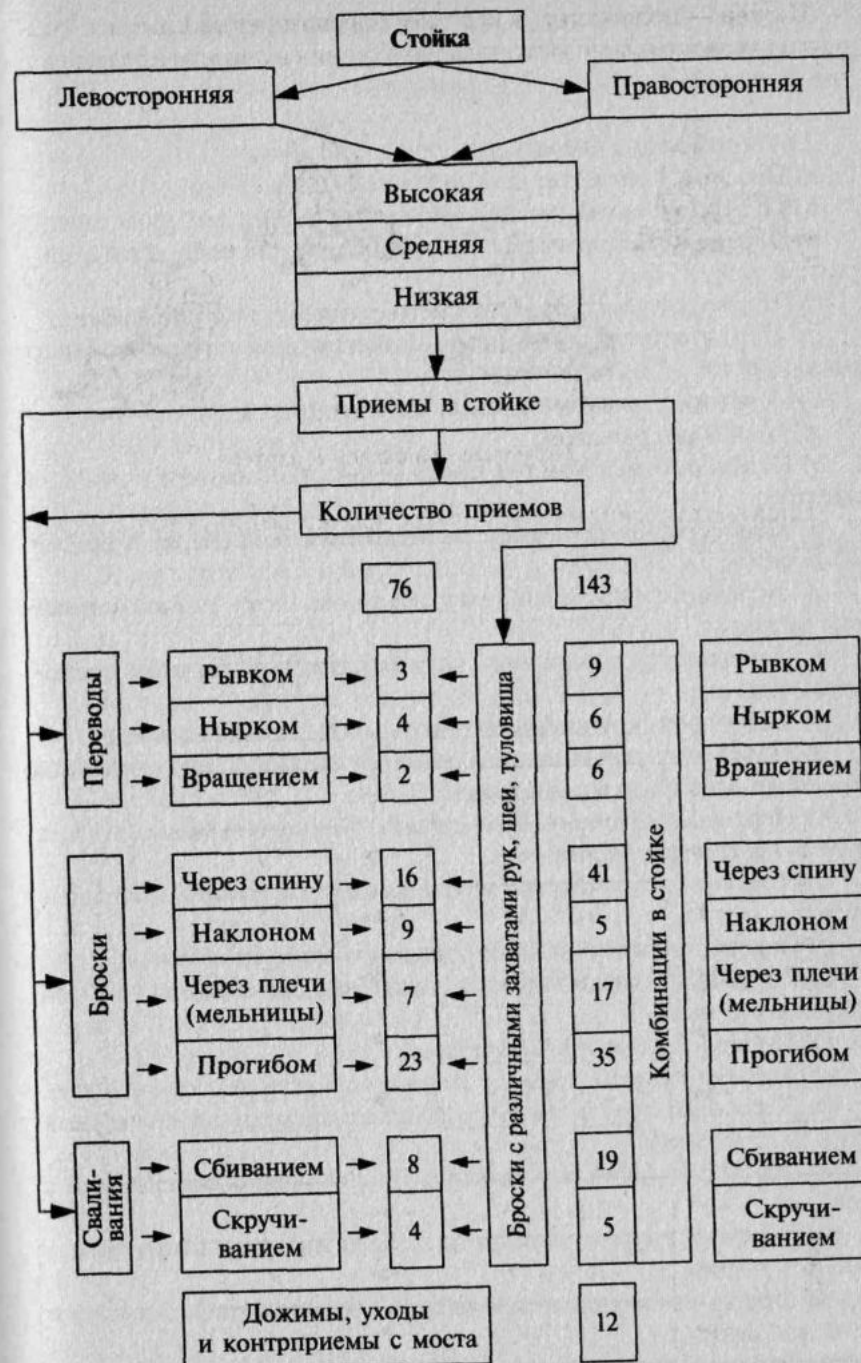 Стойка
Левосторонняя
Правосторонняя
Высокая
Средняя
Низкая
Приемы в стойке
Количество приемов
76
143
Переводы
Рывком
3
9
Рывком
Нырком
4
6
Нырком
Вращением
2
6
Вращением
Броски с различными захватами рук, шеи, туловища
Комбинации в стойке
Броски
Через спину
16
41
Через спину
Наклоном
9
5
Наклоном
Через плечи
(мельницы)
7
17
Через плечи
(мельницы)
Прогибом
23
35
Прогибом
Свали-
вания
Сбиванием
8
19
Сбиванием
Скручи-
ванием
4
5
Скручи-
ванием
Дожимы, уходы
и контрприемы с моста
12